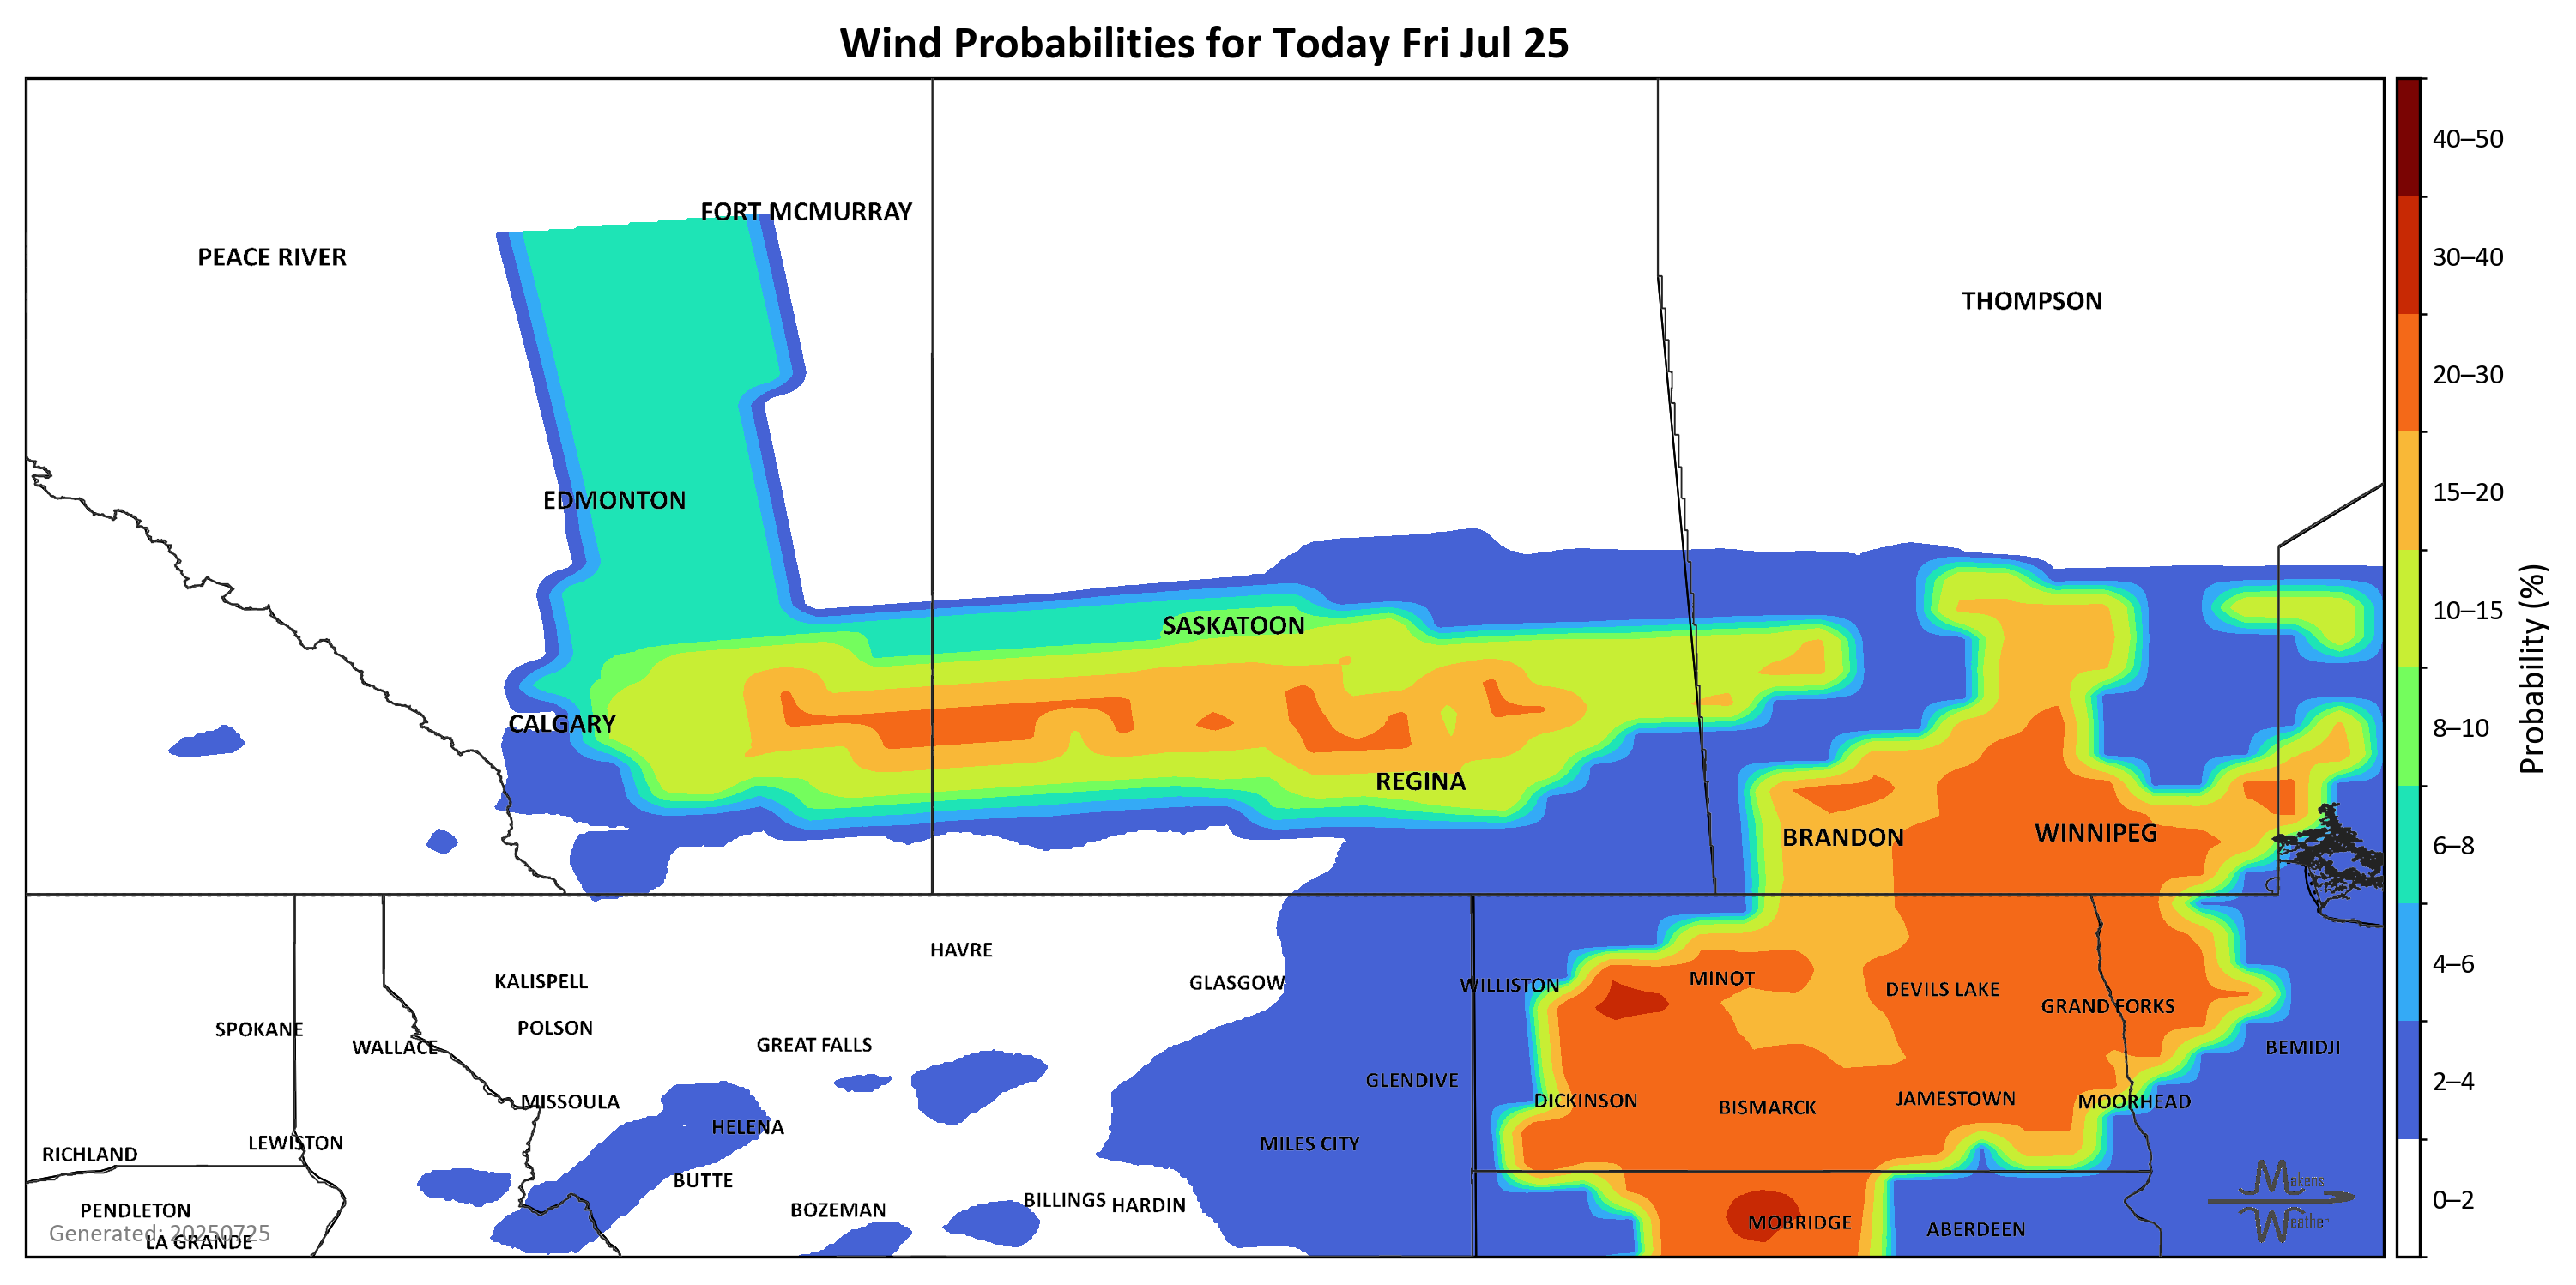 Wind Probabilities for Today Fri Jul 25
40–50
30–40
20–30
15–20
10–15
8–10
6–8
4–6
2–4
0–2
Probability (%)
FORT MCMURRAY
PEACE RIVER
THOMPSON
EDMONTON
SASKATOON
CALGARY
REGINA
BRANDON
WINNIPEG
HAVRE
KALISPELL
GLASGOW
WILLISTON
MINOT
DEVILS LAKE
GRAND FORKS
SPOKANE
WALLACE
POLSON
GREAT FALLS
BEMIDJI
GLENDIVE
MISSOULA
DICKINSON
BISMARCK
JAMESTOWN
MOORHEAD
HELENA
LEWISTON
MILES CITY
RICHLAND
BUTTE
BILLINGS
HARDIN
PENDLETON
BOZEMAN
MOBRIDGE
ABERDEEN
Generated: 20250725
LA GRANDE
Mokens
Weather